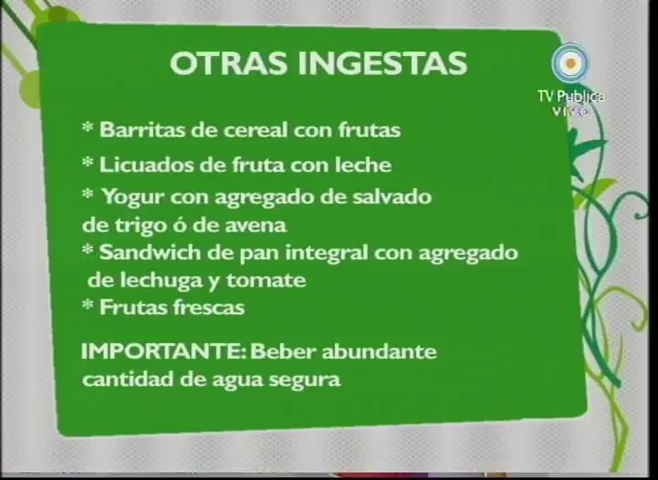 OTRAS INGESTAS
TV Pública
VIVO
* Barritas de cereal con frutas
* Licuados de fruta con leche
* Yogur con agregado de salvado
de trigo ó de avena
* Sandwich de pan integral con agregado
de lechuga y tomate
* Frutas frescas
IMPORTANTE: Beber abundante
cantidad de agua segura